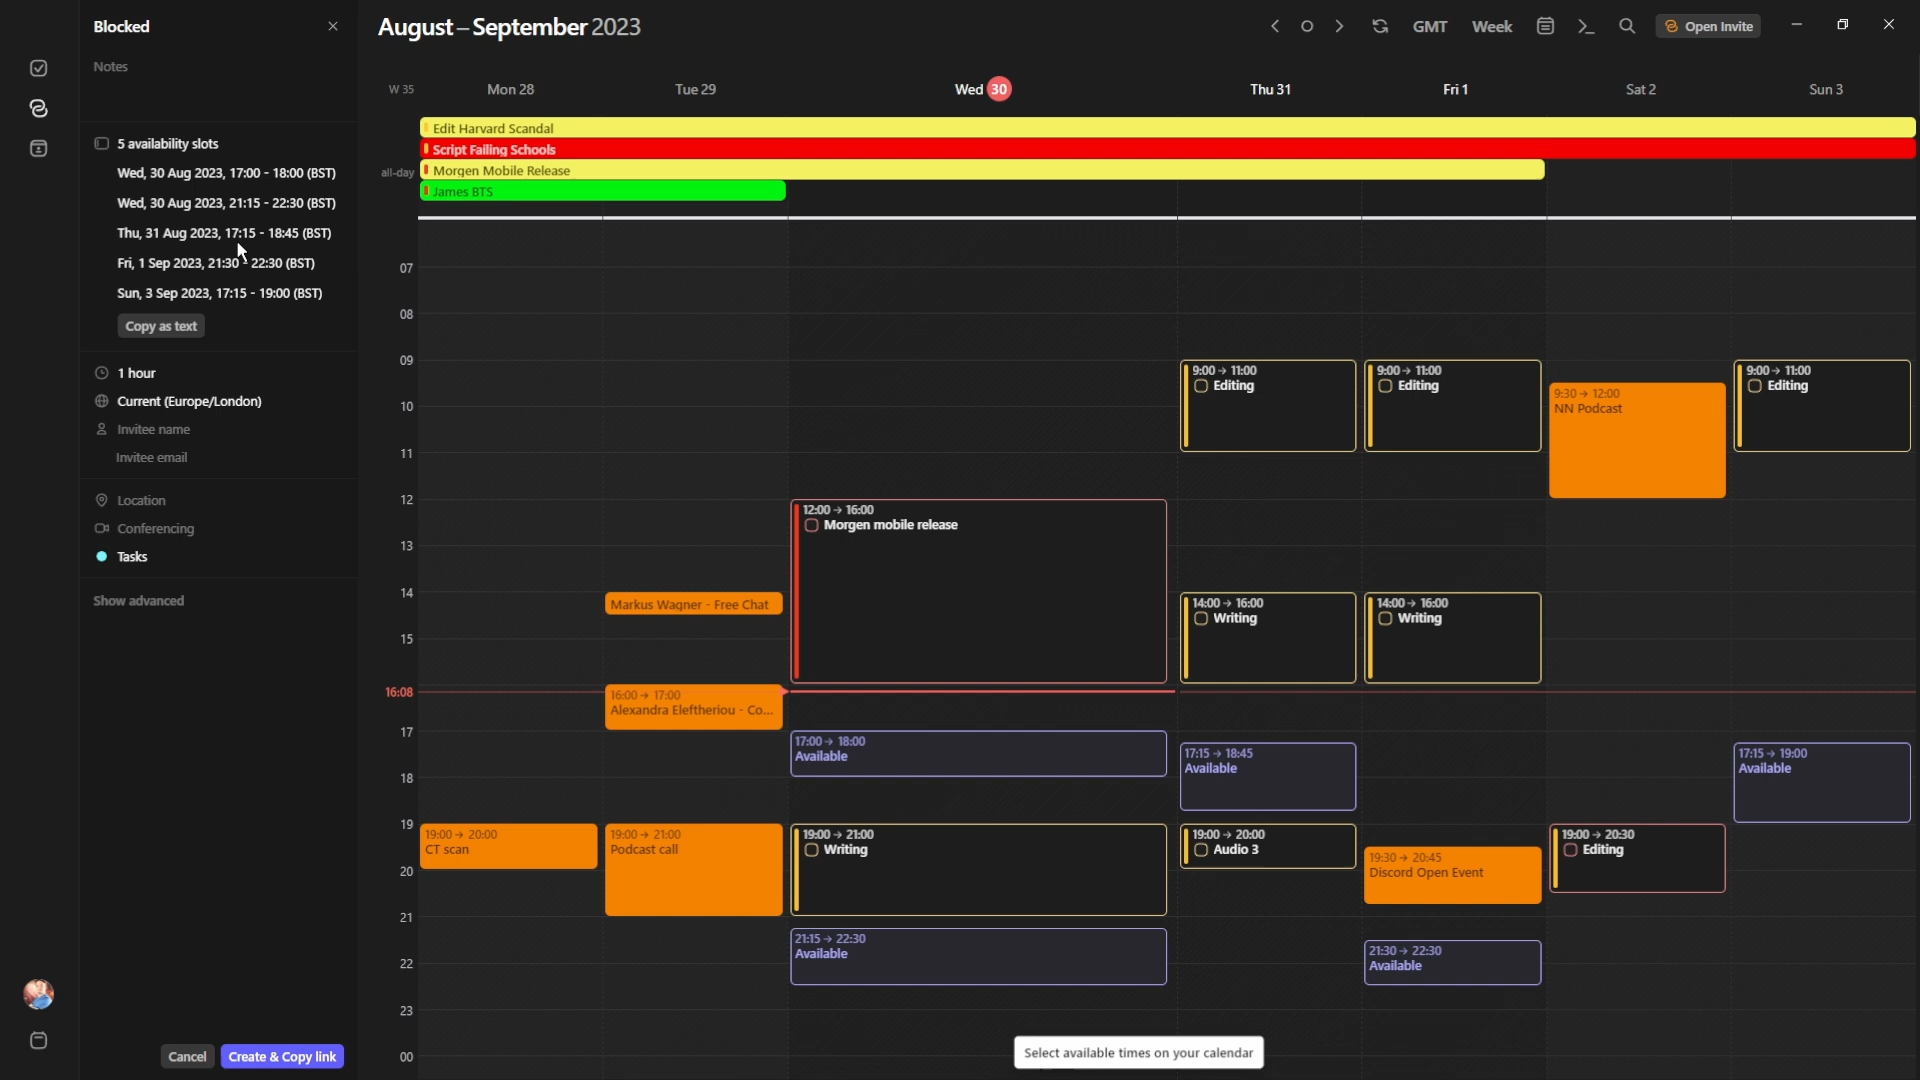 Blocked
Notes
5 availability slots
Wed, 30 Aug 2023, 17:00 - 18:00 (BST)
Wed, 30 Aug 2023, 21:15 - 22:30 (BST)
Thu, 31 Aug 2023, 17:15 - 18:45 (BST)
Fri, 1 Sep 2023, 21:30 - 22:30 (BST)
Sun, 3 Sep 2023, 17:15 - 19:00 (BST)
Copy as text
1 hour
Current (Europe/London)
Invitee name
Invitee email
Location
Conferencing
Tasks
Show advanced
Cancel
Create & Copy link
August – September 2023
GMT
Week
Open Invite
W 35
Mon 28
Tue 29
Wed 30
Thu 31
Fri 1
Sat 2
Sun 3
all-day
Edit Harvard Scandal
Script Failing Schools
Morgen Mobile Release
James BTS
07
08
09
10
11
12
13
14
15
16:08
17
18
19
20
21
22
23
00
19:00 → 20:00
CT scan
Markus Wagner - Free Chat
16:00 → 17:00
Alexandra Eleftheriou - Co...
19:00 → 21:00
Podcast call
12:00 → 16:00
Morgen mobile release
17:00 → 18:00
Available
19:00 → 21:00
Writing
21:15 → 22:30
Available
9:00 → 11:00
Editing
14:00 → 16:00
Writing
17:15 → 18:45
Available
19:00 → 20:00
Audio 3
9:00 → 11:00
Editing
14:00 → 16:00
Writing
19:30 → 20:45
Discord Open Event
21:30 → 22:30
Available
9:30 → 12:00
NN Podcast
19:00 → 20:30
Editing
9:00 → 11:00
Editing
17:15 → 19:00
Available
Select available times on your calendar